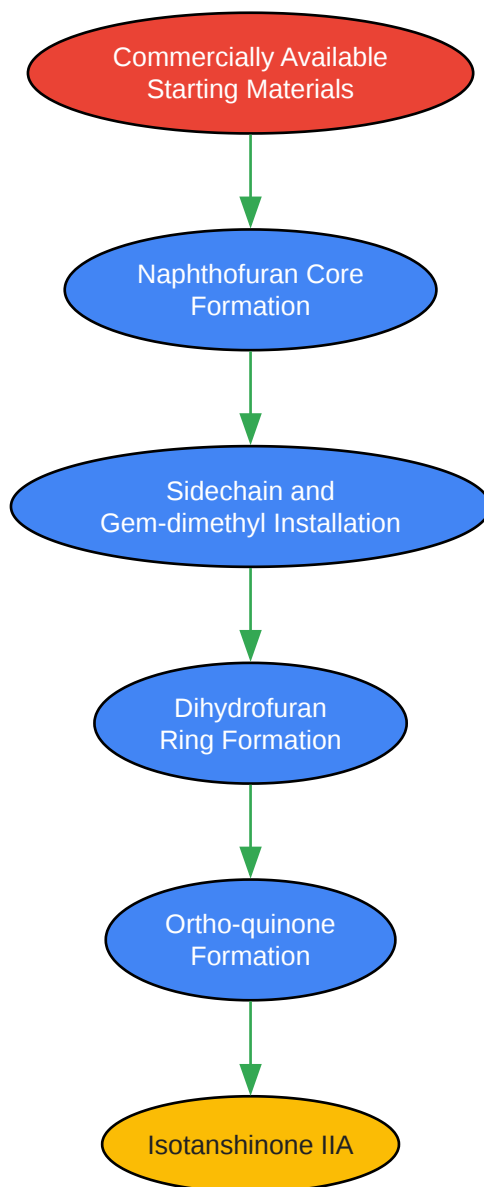 Commercially Available
Starting Materials
Naphthofuran Core
Formation
Sidechain and
Gem-dimethyl Installation
Dihydrofuran
Ring Formation
Ortho-quinone
Formation
Isotanshinone IIA